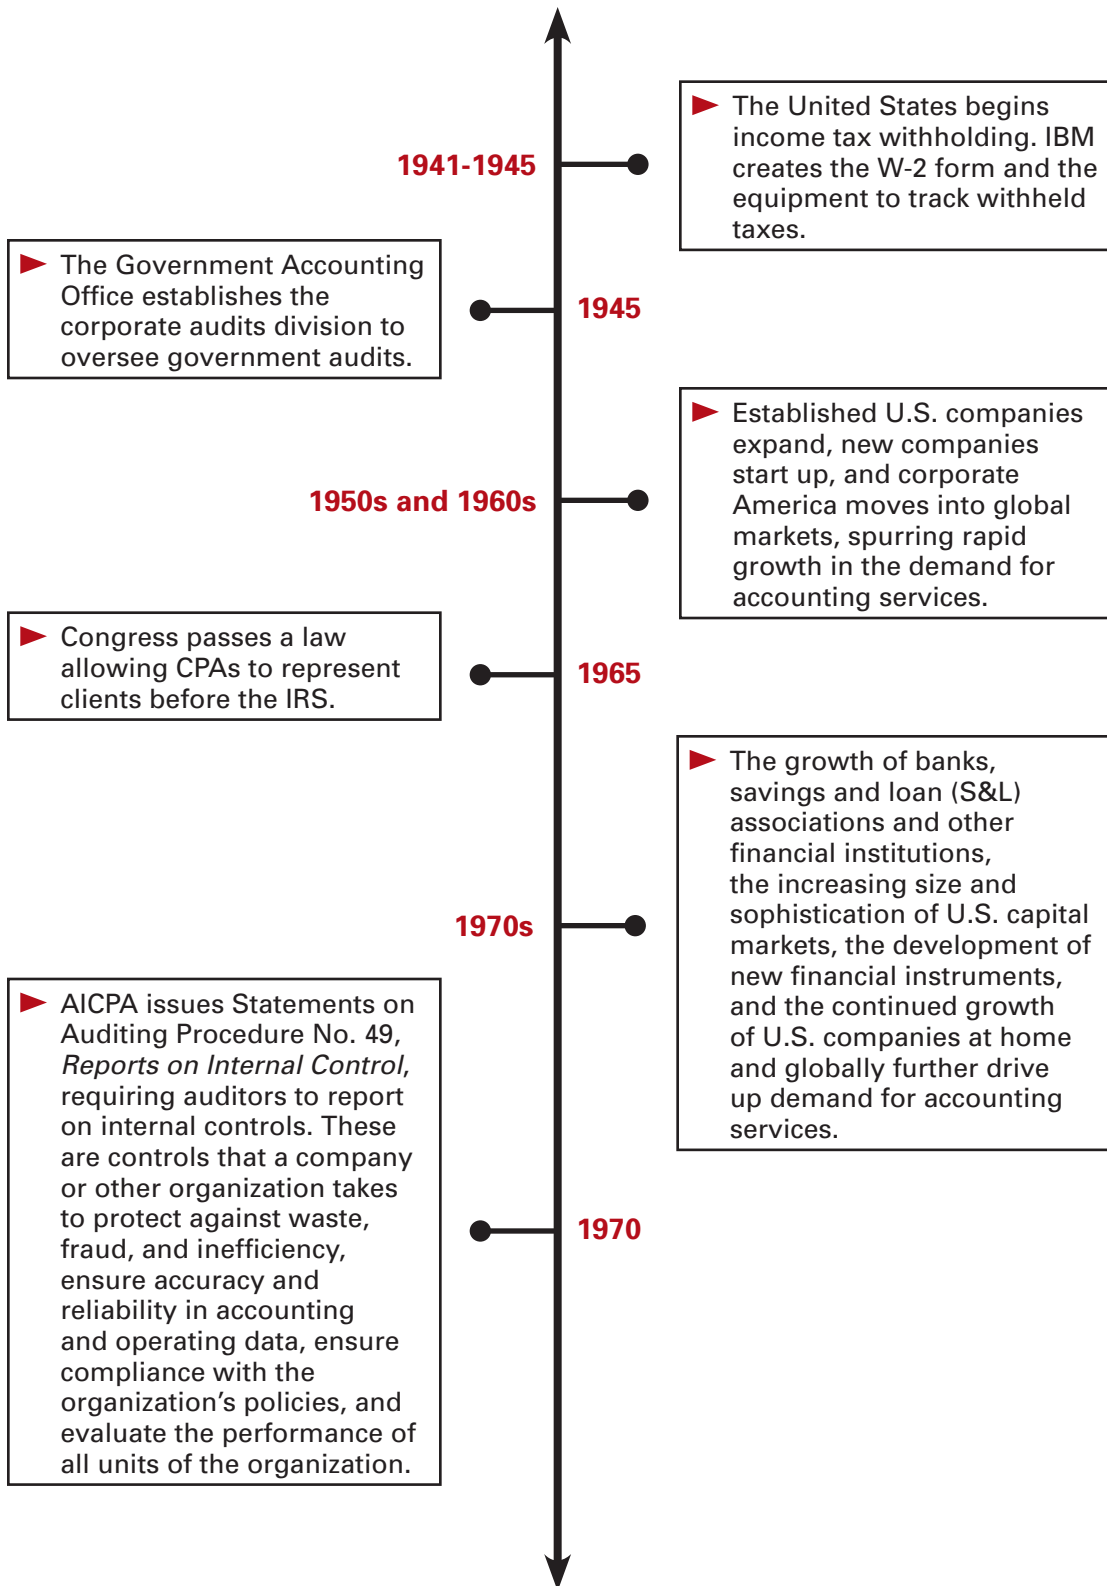 1941-1945
The United States begins
income tax withholding. IBM
creates the W-2 form and the
equipment to track withheld
taxes.
The Government Accounting
Office establishes the
corporate audits division to
oversee government audits.
1945
1950s and 1960s
Established U.S. companies
expand, new companies
start up, and corporate
America moves into global
markets, spurring rapid
growth in the demand for
accounting services.
Congress passes a law
allowing CPAs to represent
clients before the IRS.
1965
1970s
The growth of banks,
savings and loan (S&L)
associations and other
financial institutions,
the increasing size and
sophistication of U.S. capital
markets, the development of
new financial instruments,
and the continued growth
of U.S. companies at home
and globally further drive
up demand for accounting
services.
AICPA issues Statements on
Auditing Procedure No. 49,
Reports on Internal Control,
requiring auditors to report
on internal controls. These
are controls that a company
or other organization takes
to protect against waste,
fraud, and inefficiency,
ensure accuracy and
reliability in accounting
and operating data, ensure
compliance with the
organization’s policies, and
evaluate the performance of
all units of the organization.
1970